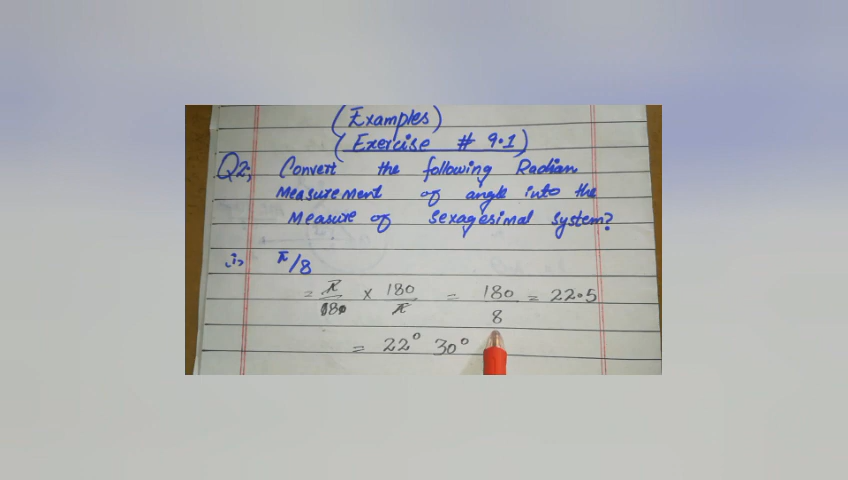 (Examples)
(Exercise # 9.1)
Q2; Convert the following Radian
Measurement of angle into the
Measure of sexagesimal system?
(i) π/8
= π/180 × 180/π = 180/8 = 22.5
= 22° 30°